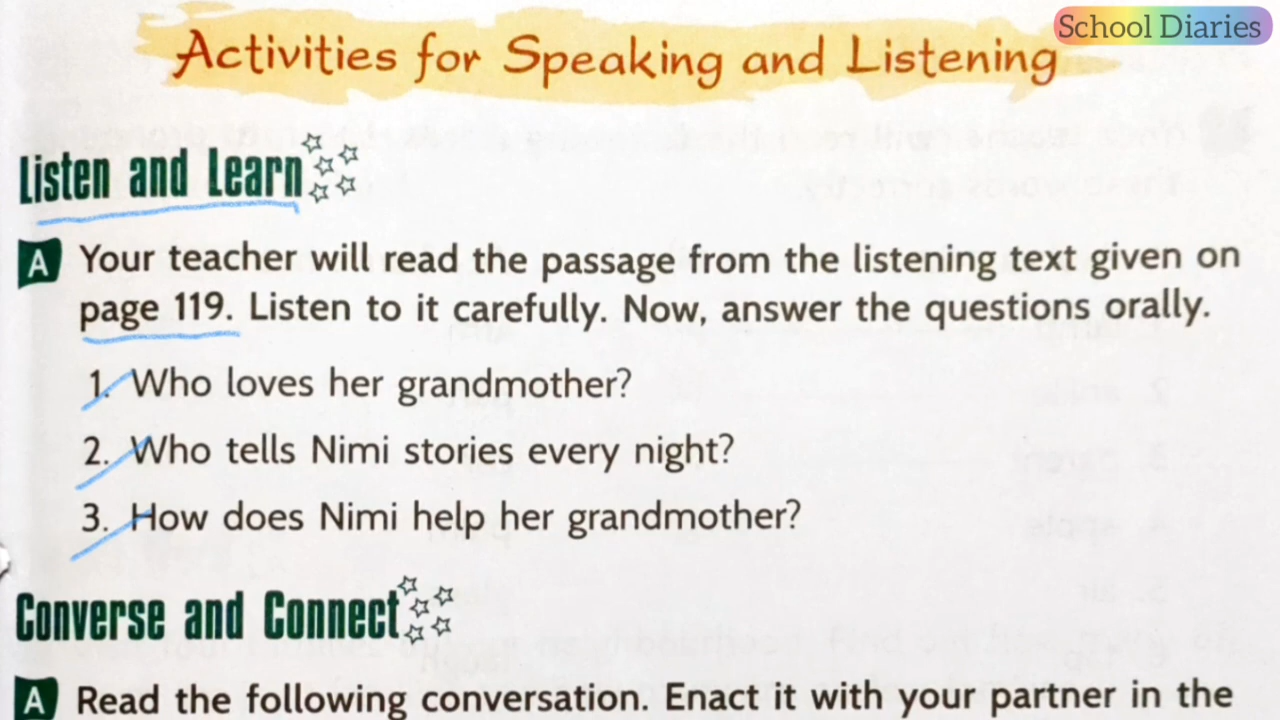 School Diaries
Activities for Speaking and Listening
Listen and Learn
A Your teacher will read the passage from the listening text given on
page 119. Listen to it carefully. Now, answer the questions orally.
1. Who loves her grandmother?
2. Who tells Nimi stories every night?
3. How does Nimi help her grandmother?
Converse and Connect
A Read the following conversation. Enact it with your partner in the